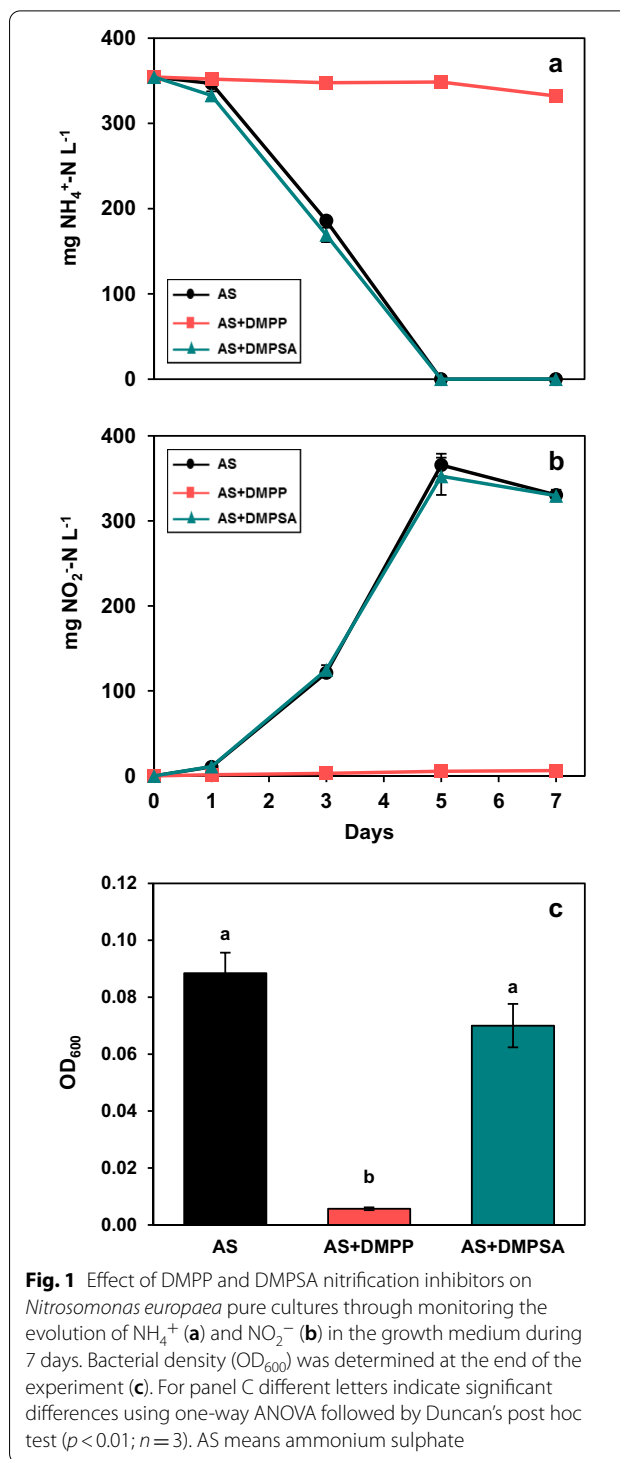 400
a
300
200
100
0
mg NH₄⁺-N L⁻¹
AS
AS+DMPP
AS+DMPSA
400
b
300
200
100
0
mg NO₂⁻-N L⁻¹
AS
AS+DMPP
AS+DMPSA
0 1 2 3 4 5 6 7
Days
0.12
c
0.10
0.08
0.06
0.04
0.02
0.00
OD₆₀₀
a
b
a
AS AS+DMPP AS+DMPSA
Fig. 1 Effect of DMPP and DMPSA nitrification inhibitors on
Nitrosomonas europaea pure cultures through monitoring the
evolution of NH₄⁺ (a) and NO₂⁻ (b) in the growth medium during
7 days. Bacterial density (OD₆₀₀) was determined at the end of the
experiment (c). For panel C different letters indicate significant
differences using one-way ANOVA followed by Duncan's post hoc
test (p < 0.01; n = 3). AS means ammonium sulphate